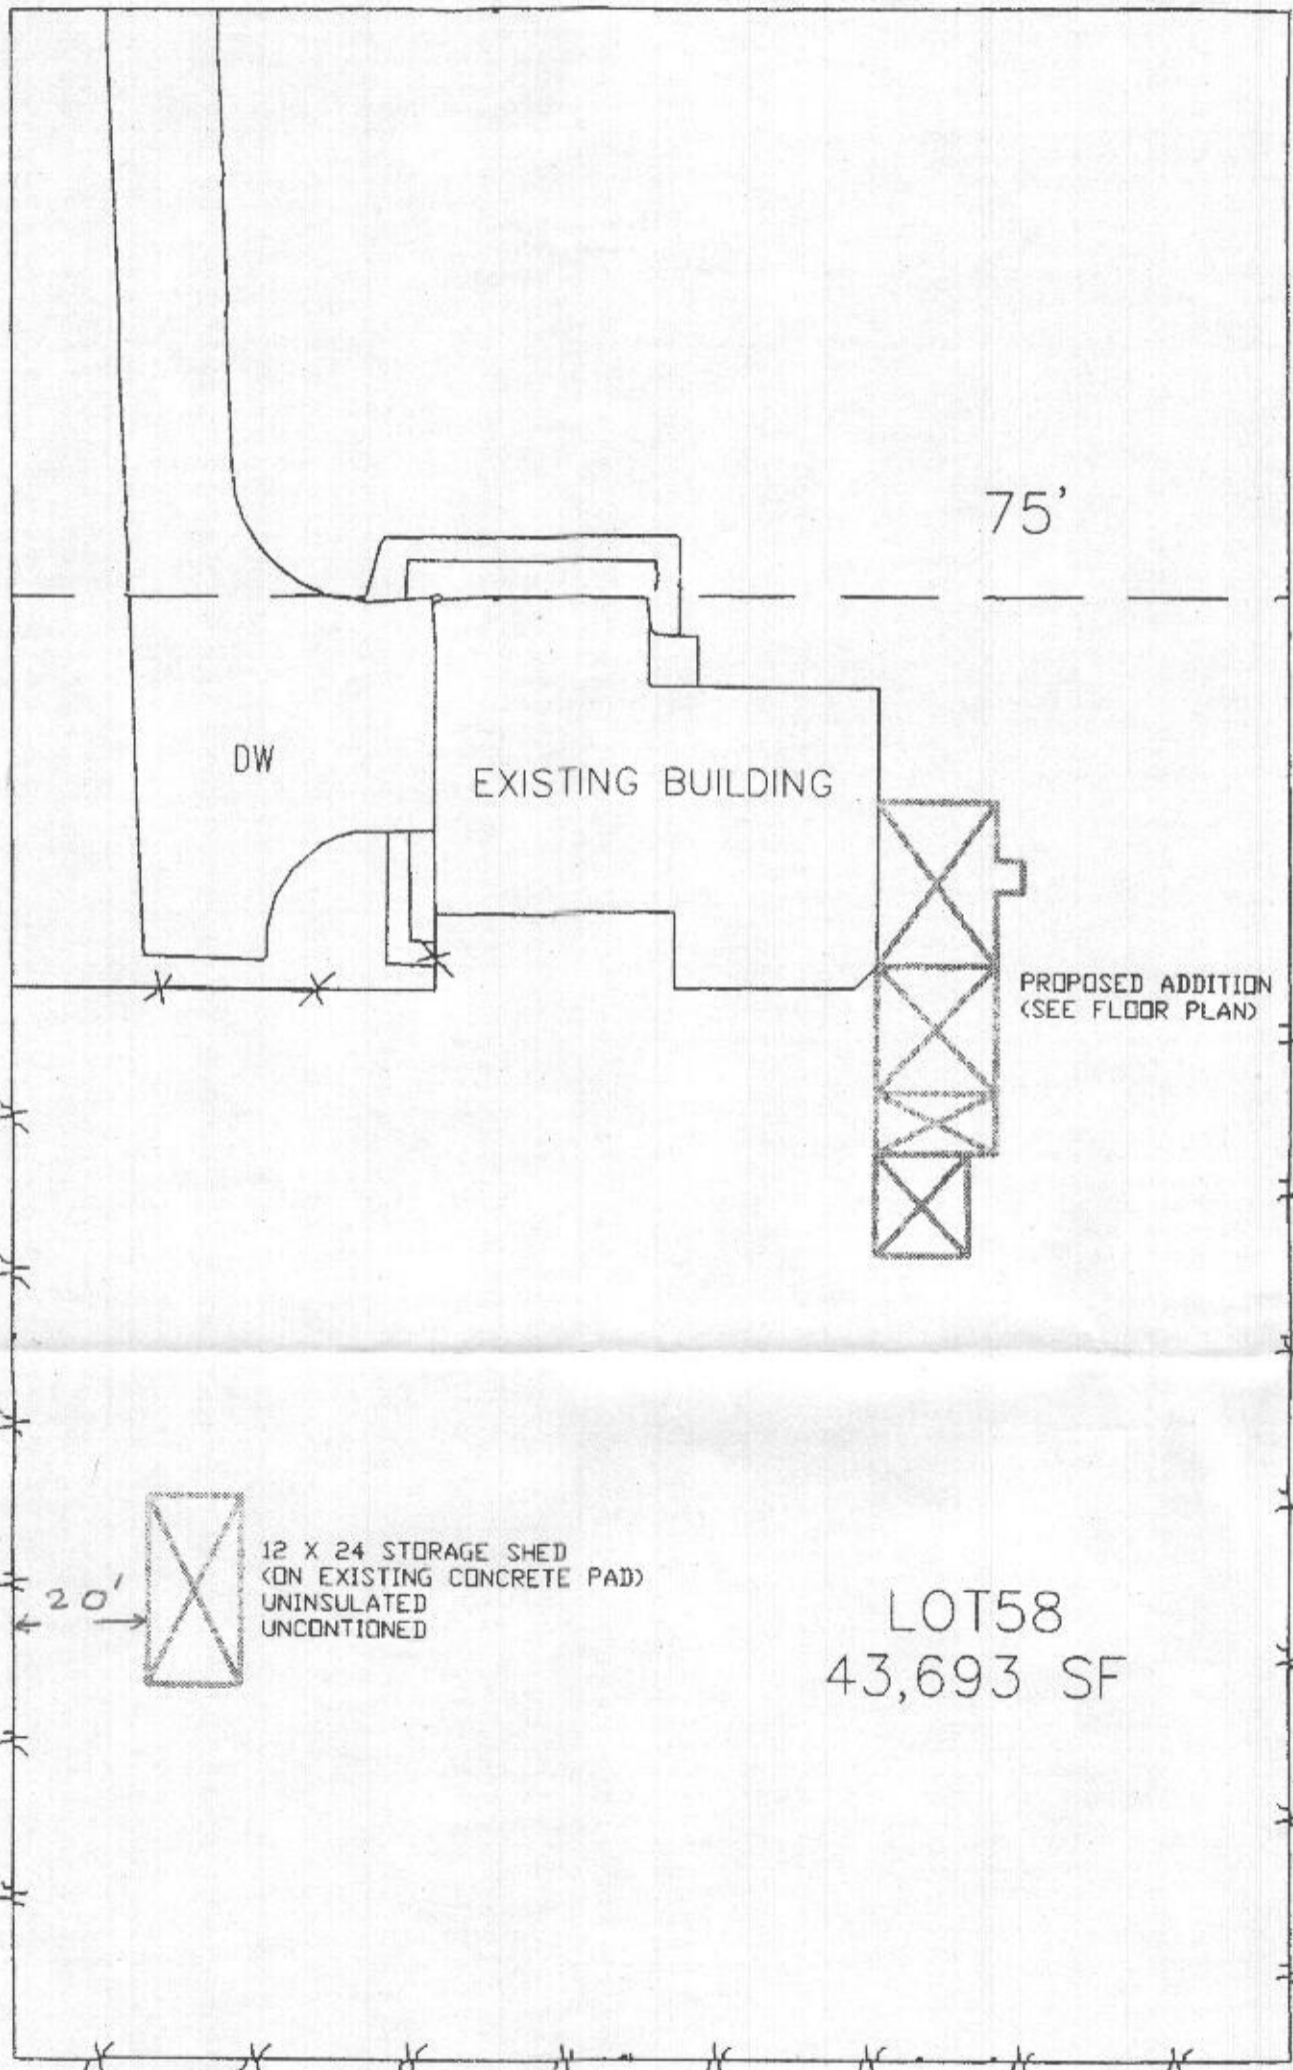 75'
DW
EXISTING BUILDING
PROPOSED ADDITION
(SEE FLOOR PLAN)
12 X 24 STORAGE SHED
(ON EXISTING CONCRETE PAD)
UNINSULATED
UNCONTIONED
20'
LOT58
43,693 SF